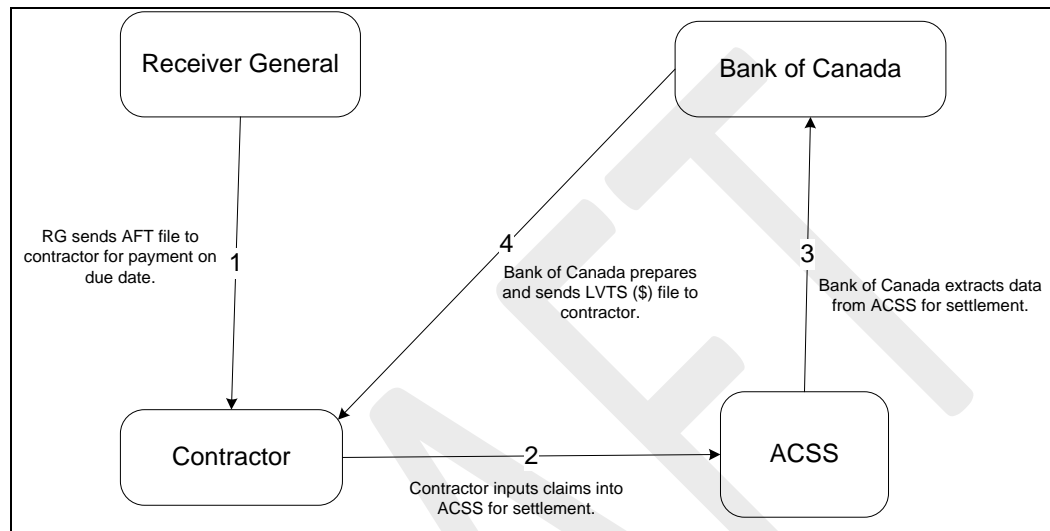 Receiver General
Bank of Canada
RG sends AFT file to
contractor for payment on
due date.
1
4
Bank of Canada prepares
and sends LVTS ($) file to
contractor.
3
Bank of Canada extracts data
from ACSS for settlement.
Contractor
2
Contractor inputs claims into
ACSS for settlement.
ACSS
AFT